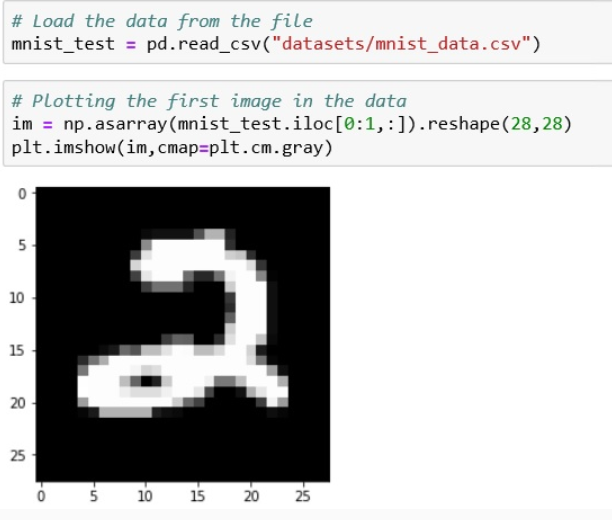 # Load the data from the file
mnist_test = pd.read_csv("datasets/mnist_data.csv")
# Plotting the first image in the data
im = np.asarray(mnist_test.iloc[0:1,:]).reshape(28,28)
plt.imshow(im,cmap=plt.cm.gray)
0
5
10
15
20
25
2
0 5 10 15 20 25